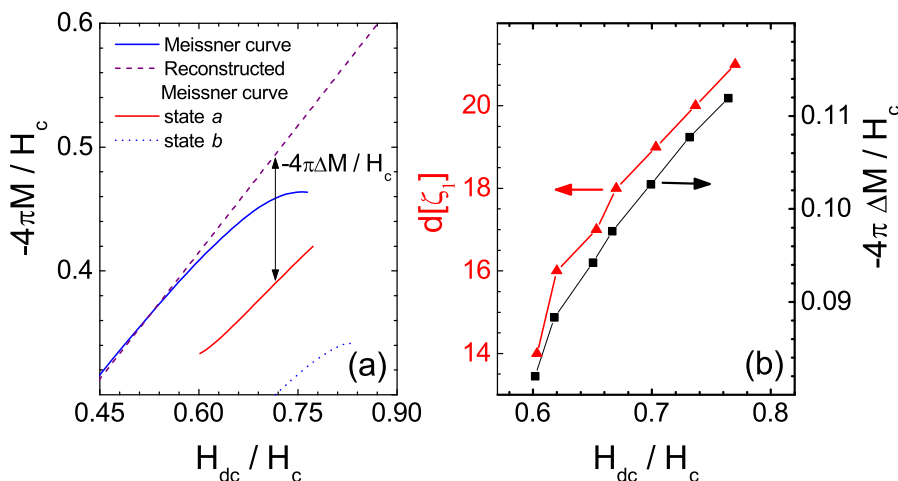 0.6
0.5
0.4
-4πM / H_c
Meissner curve
Reconstructed
Meissner curve
state a
state b
-4πΔM / H_c
(a)
0.45 0.60 0.75 0.90
H_dc / H_c
d[ζ_1]
20
18
16
14
(b)
0.6 0.7 0.8
H_dc / H_c
0.11
0.10
0.09
-4π ΔM / H_c